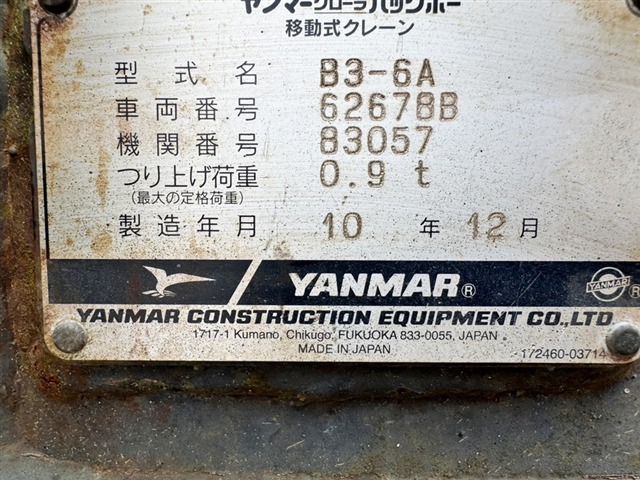 ヤンマークローラバックホー
移動式クレーン
型式名 B3-6A
車両番号 62678B
機関番号 83057
つり上げ荷重 0.9 t
(最大の定格荷重)
製造年月 10 年 12 月
YANMAR® YANMAR®
YANMAR CONSTRUCTION EQUIPMENT CO.,LTD
1717-1 Kumano, Chikugo, FUKUOKA 833-0055, JAPAN
MADE IN JAPAN
172460-03714